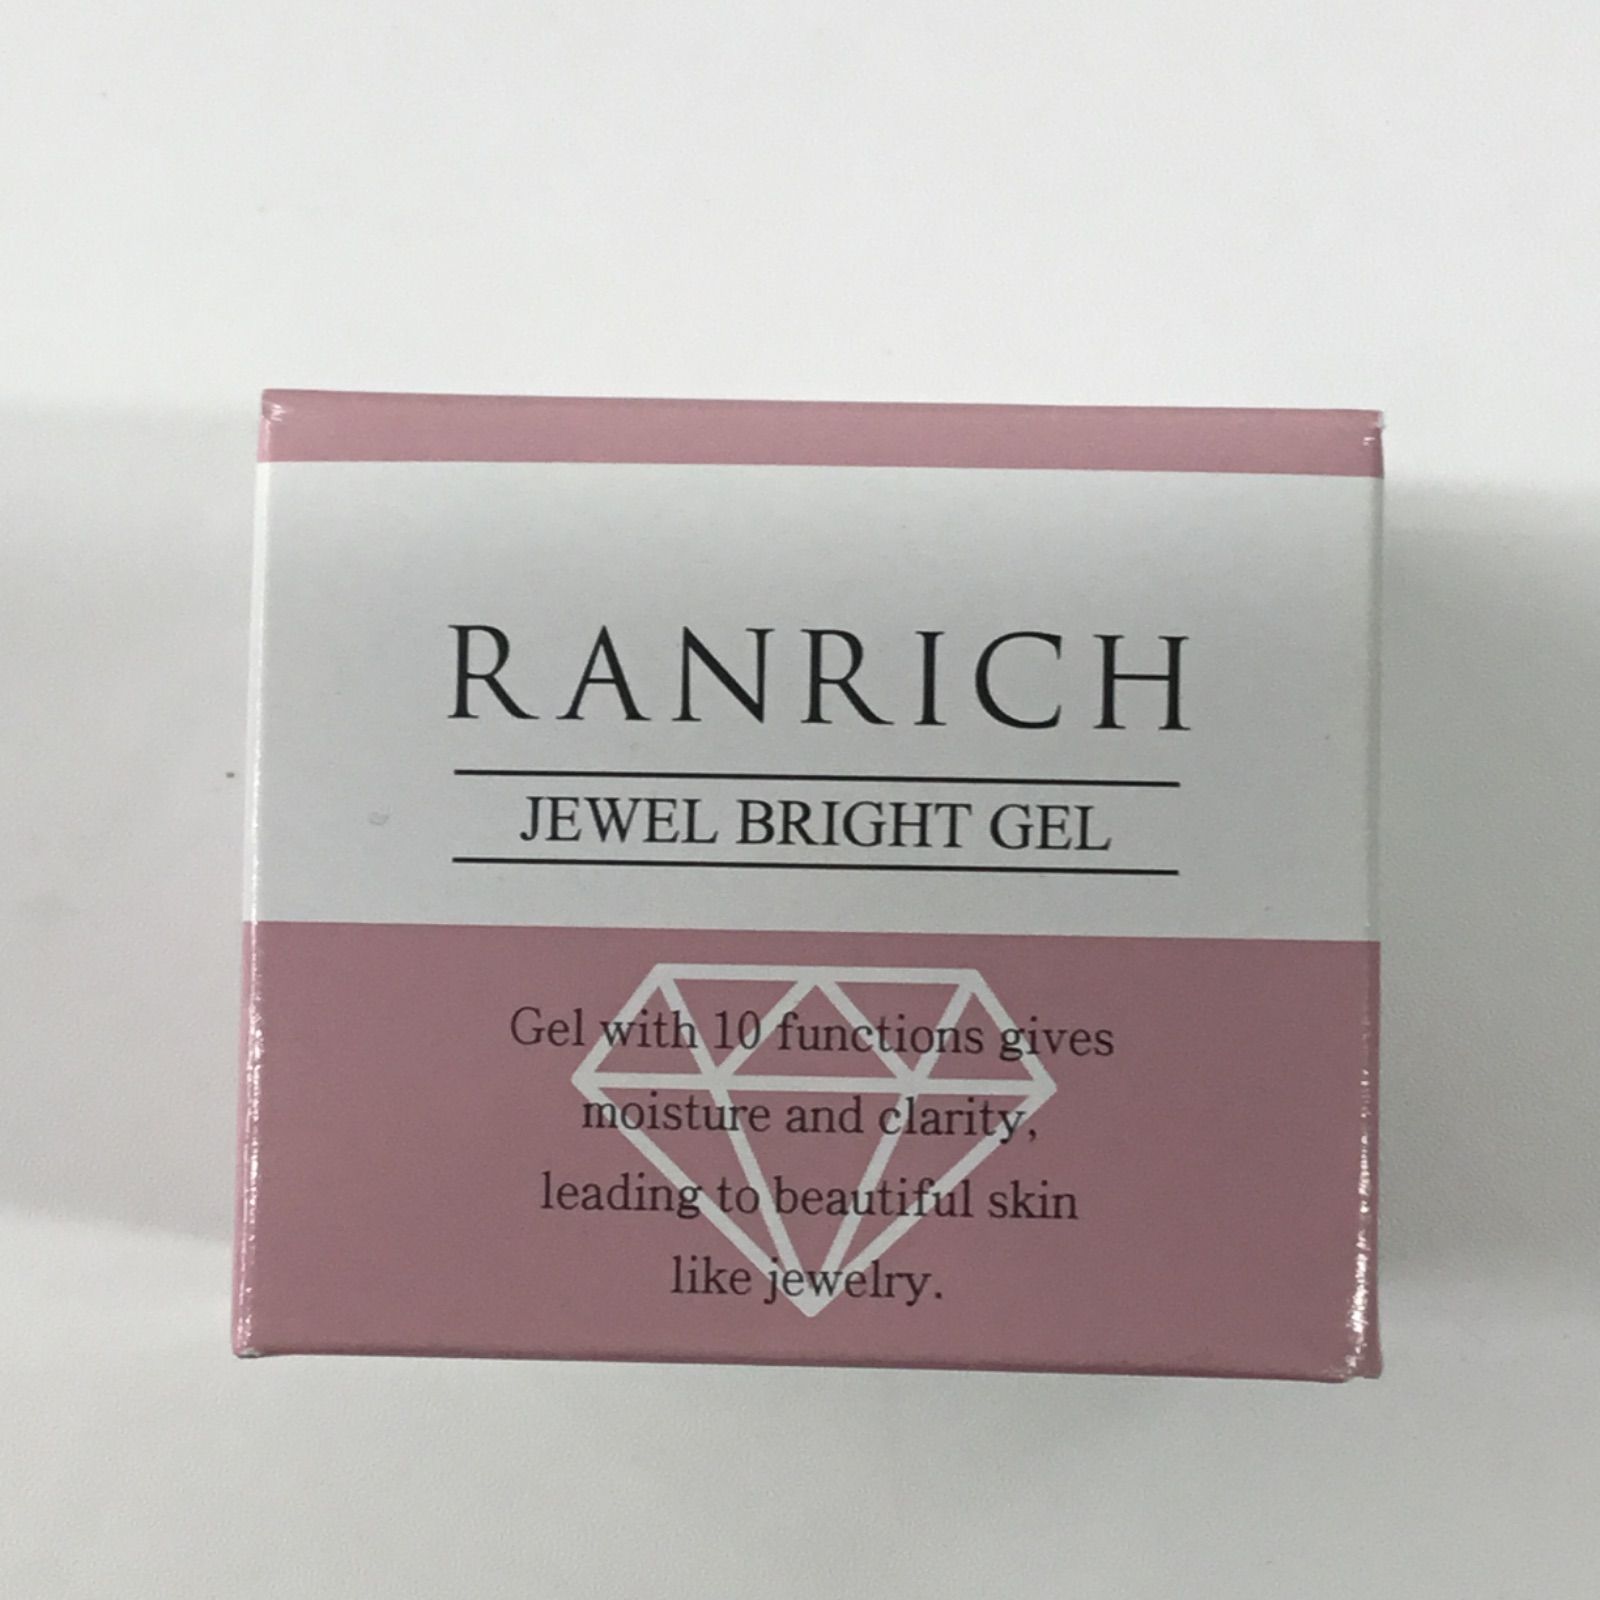 RANRICH
JEWEL BRIGHT GEL
Gel with 10 functions gives
moisture and clarity,
leading to beautiful skin
like jewelry.